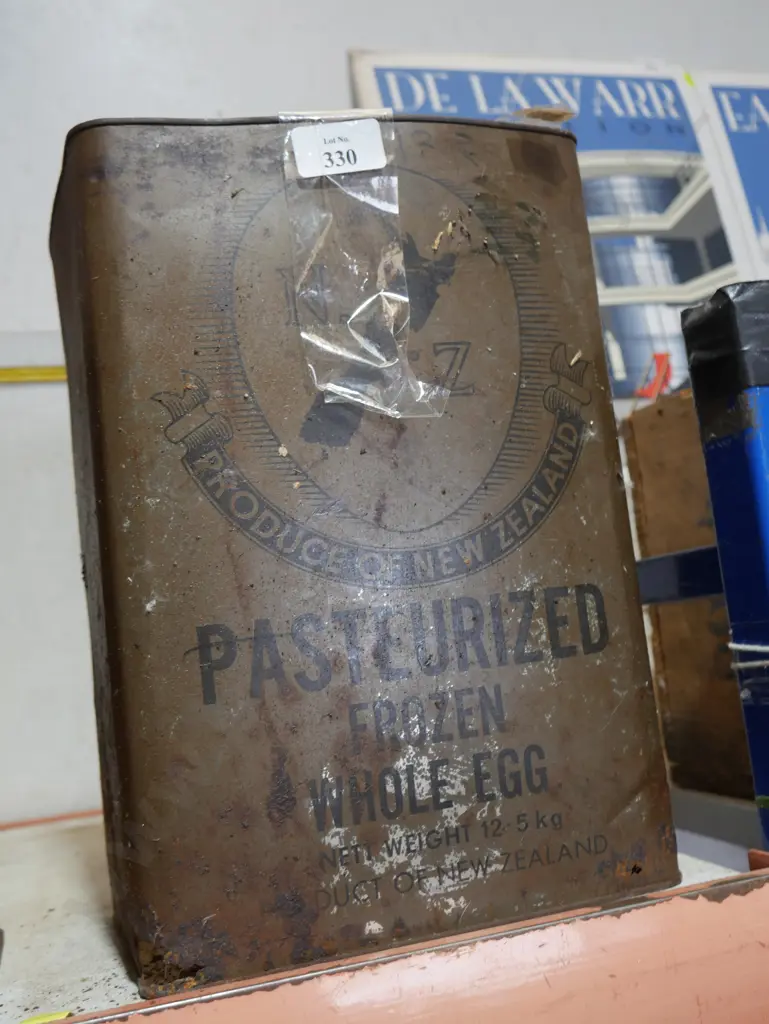 DE LA WARR
EA
Lot No.
330
N.
Z
PRODUCE OF NEW ZEALAND
PASTEURIZED
FROZEN
WHOLE EGG
NETT WEIGHT 12·5 kg
DUCT OF NEW ZEALAND